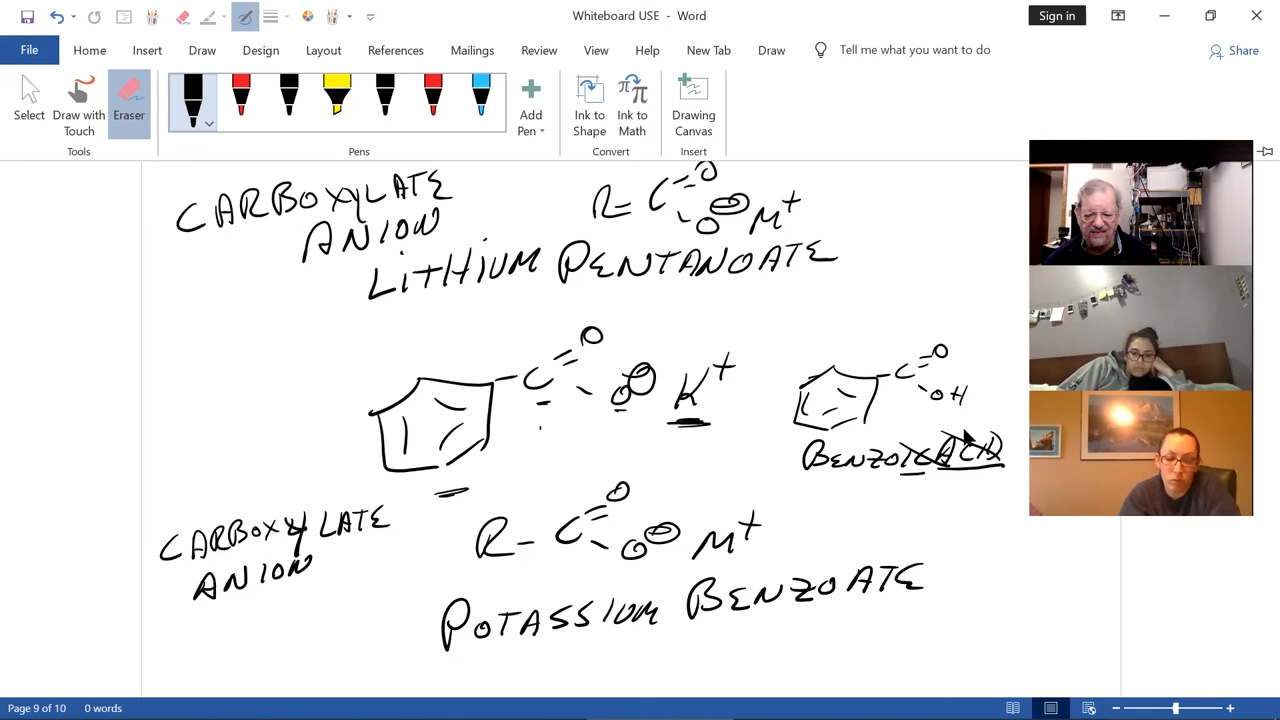 Whiteboard USE - Word
Sign in
File Home Insert Draw Design Layout References Mailings Review View Help New Tab Draw Tell me what you want to do Share
Select Draw with Touch Eraser Add Pen Ink to Shape Ink to Math Drawing Canvas
Tools Pens Convert Insert
CARBOXYLATE
ANION
R C O O ⊖ M+
LITHIUM PENTANOATE
C O O ⊖ K+
C O OH
BENZOIC ACID
CARBOXYLATE
ANION
R - C O O ⊖ M+
POTASSIUM BENZOATE
Page 9 of 10 0 words